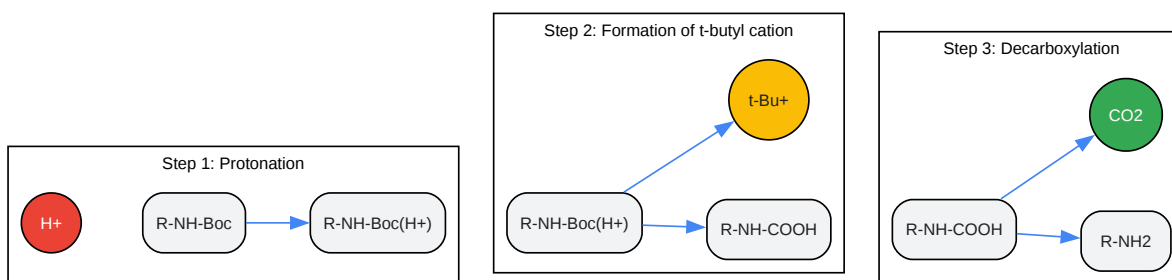 Step 1: Protonation
H+
R-NH-Boc
R-NH-Boc(H+)
Step 2: Formation of t-butyl cation
t-Bu+
R-NH-Boc(H+)
R-NH-COOH
Step 3: Decarboxylation
CO2
R-NH-COOH
R-NH2